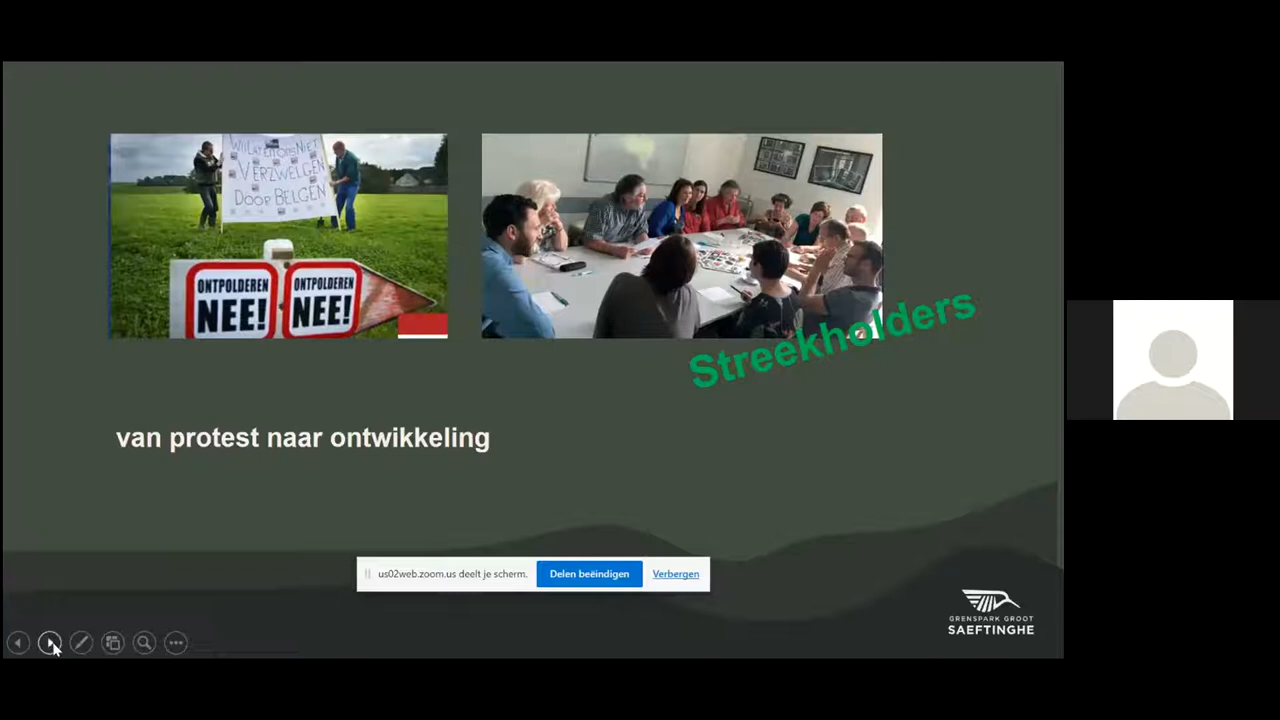 WIJ LATEN ONS NIET
VERZWELGEN
DOOR BELGEN
ONTPOLDEREN
NEE!
ONTPOLDEREN
NEE!
Streekholders
van protest naar ontwikkeling
us02web.zoom.us deelt je scherm.
Delen beëindigen
Verbergen
GRENSPARK GROOT
SAEFTINGHE